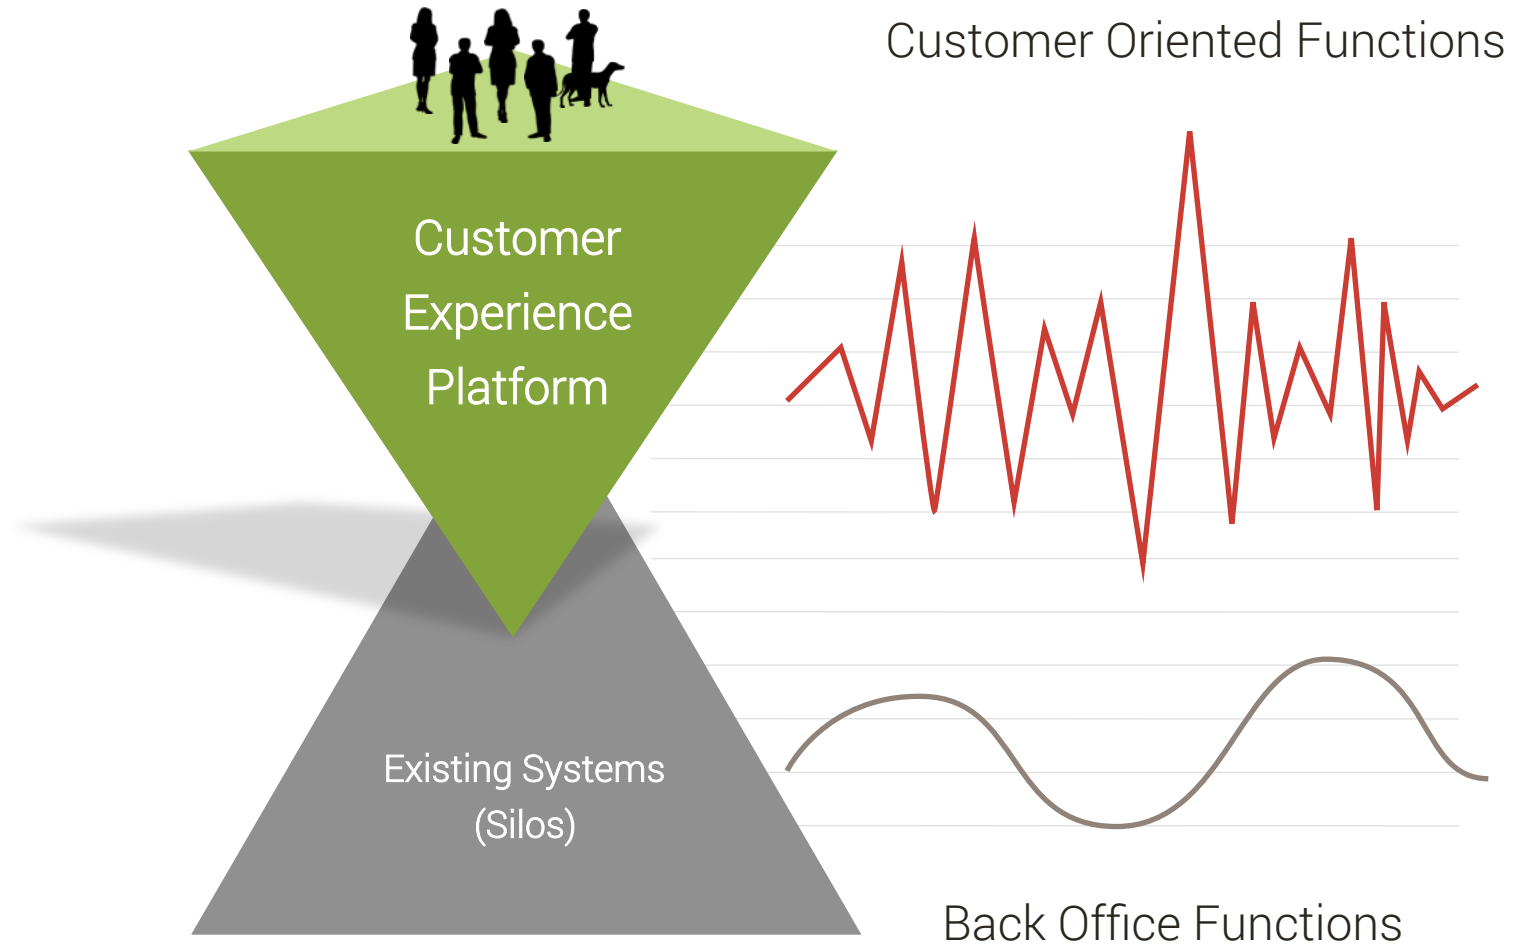 Customer Oriented Functions
Customer
Experience
Platform
Existing Systems
(Silos)
Back Office Functions